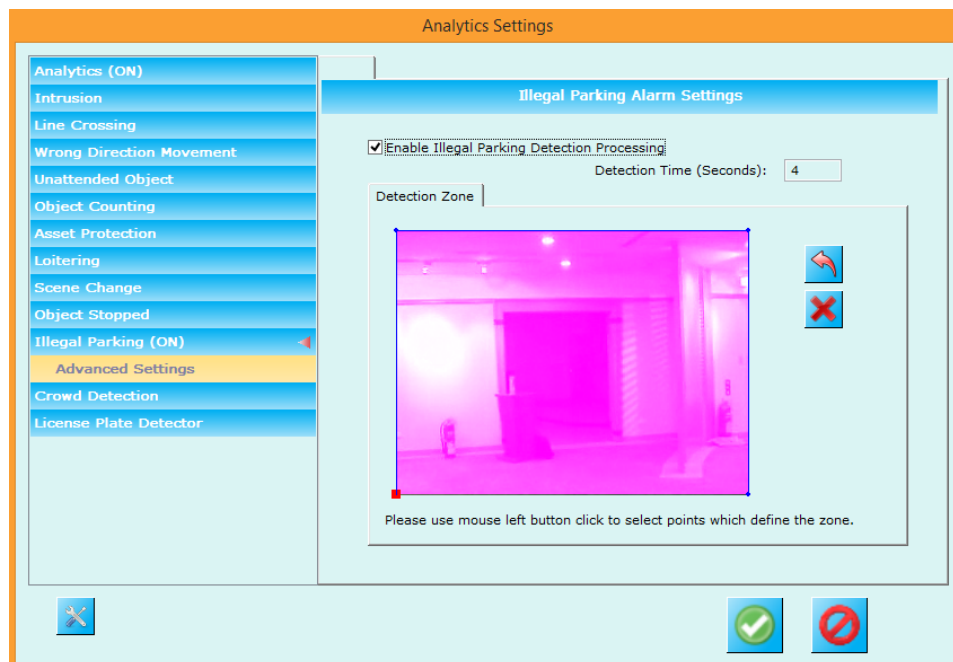 Analytics Settings
Analytics (ON)
Intrusion
Line Crossing
Wrong Direction Movement
Unattended Object
Object Counting
Asset Protection
Loitering
Scene Change
Object Stopped
Illegal Parking (ON)
Advanced Settings
Crowd Detection
License Plate Detector
Illegal Parking Alarm Settings
Enable Illegal Parking Detection Processing
Detection Time (Seconds): 4
Detection Zone
Please use mouse left button click to select points which define the zone.